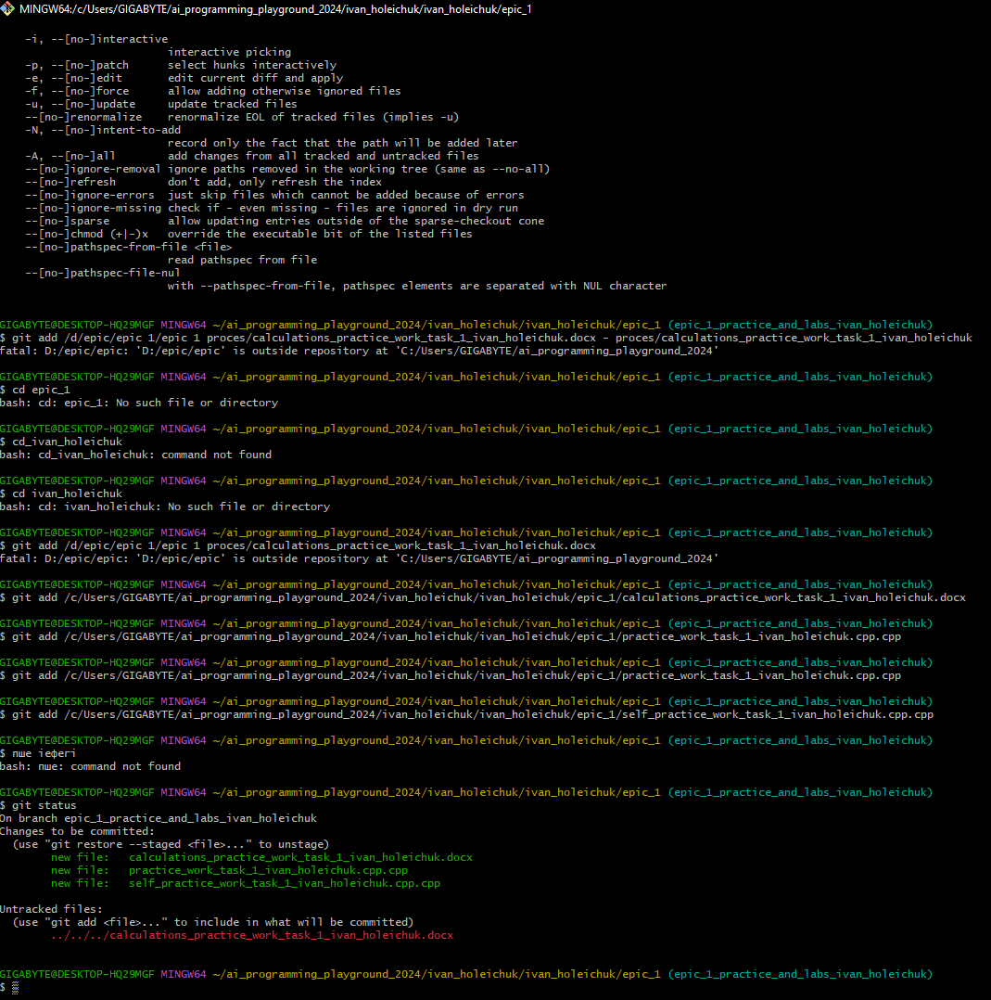 MINGW64:/c/Users/GIGABYTE/ai_programming_playground_2024/ivan_holeichuk/ivan_holeichuk/epic_1
-i, --[no-]interactive
interactive picking
-p, --[no-]patch select hunks interactively
-e, --[no-]edit edit current diff and apply
-f, --[no-]force allow adding otherwise ignored files
-u, --[no-]update update tracked files
--[no-]renormalize renormalize EOL of tracked files (implies -u)
-N, --[no-]intent-to-add
record only the fact that the path will be added later
-A, --[no-]all add changes from all tracked and untracked files
--[no-]ignore-removal ignore paths removed in the working tree (same as --no-all)
--[no-]refresh don't add, only refresh the index
--[no-]ignore-errors just skip files which cannot be added because of errors
--[no-]ignore-missing check if - even missing - files are ignored in dry run
--[no-]sparse allow updating entries outside of the sparse-checkout cone
--[no-]chmod (+|-)x override the executable bit of the listed files
--[no-]pathspec-from-file <file>
read pathspec from file
--[no-]pathspec-file-nul
with --pathspec-from-file, pathspec elements are separated with NUL character
GIGABYTE@DESKTOP-HQ29MGF MINGW64 ~/ai_programming_playground_2024/ivan_holeichuk/ivan_holeichuk/epic_1 (epic_1_practice_and_labs_ivan_holeichuk)
$ git add /d/epic/epic 1/epic 1 proces/calculations_practice_work_task_1_ivan_holeichuk.docx - proces/calculations_practice_work_task_1_ivan_holeichuk
fatal: D:/epic/epic: 'D:/epic/epic' is outside repository at 'C:/Users/GIGABYTE/ai_programming_playground_2024'
GIGABYTE@DESKTOP-HQ29MGF MINGW64 ~/ai_programming_playground_2024/ivan_holeichuk/ivan_holeichuk/epic_1 (epic_1_practice_and_labs_ivan_holeichuk)
$ cd epic_1
bash: cd: epic_1: No such file or directory
GIGABYTE@DESKTOP-HQ29MGF MINGW64 ~/ai_programming_playground_2024/ivan_holeichuk/ivan_holeichuk/epic_1 (epic_1_practice_and_labs_ivan_holeichuk)
$ cd_ivan_holeichuk
bash: cd_ivan_holeichuk: command not found
GIGABYTE@DESKTOP-HQ29MGF MINGW64 ~/ai_programming_playground_2024/ivan_holeichuk/ivan_holeichuk/epic_1 (epic_1_practice_and_labs_ivan_holeichuk)
$ cd ivan_holeichuk
bash: cd: ivan_holeichuk: No such file or directory
GIGABYTE@DESKTOP-HQ29MGF MINGW64 ~/ai_programming_playground_2024/ivan_holeichuk/ivan_holeichuk/epic_1 (epic_1_practice_and_labs_ivan_holeichuk)
$ git add /d/epic/epic 1/epic 1 proces/calculations_practice_work_task_1_ivan_holeichuk.docx
fatal: D:/epic/epic: 'D:/epic/epic' is outside repository at 'C:/Users/GIGABYTE/ai_programming_playground_2024'
GIGABYTE@DESKTOP-HQ29MGF MINGW64 ~/ai_programming_playground_2024/ivan_holeichuk/ivan_holeichuk/epic_1 (epic_1_practice_and_labs_ivan_holeichuk)
$ git add /c/Users/GIGABYTE/ai_programming_playground_2024/ivan_holeichuk/ivan_holeichuk/epic_1/calculations_practice_work_task_1_ivan_holeichuk.docx
GIGABYTE@DESKTOP-HQ29MGF MINGW64 ~/ai_programming_playground_2024/ivan_holeichuk/ivan_holeichuk/epic_1 (epic_1_practice_and_labs_ivan_holeichuk)
$ git add /c/Users/GIGABYTE/ai_programming_playground_2024/ivan_holeichuk/ivan_holeichuk/epic_1/practice_work_task_1_ivan_holeichuk.cpp.cpp
GIGABYTE@DESKTOP-HQ29MGF MINGW64 ~/ai_programming_playground_2024/ivan_holeichuk/ivan_holeichuk/epic_1 (epic_1_practice_and_labs_ivan_holeichuk)
$ git add /c/Users/GIGABYTE/ai_programming_playground_2024/ivan_holeichuk/ivan_holeichuk/epic_1/practice_work_task_1_ivan_holeichuk.cpp.cpp
GIGABYTE@DESKTOP-HQ29MGF MINGW64 ~/ai_programming_playground_2024/ivan_holeichuk/ivan_holeichuk/epic_1 (epic_1_practice_and_labs_ivan_holeichuk)
$ git add /c/Users/GIGABYTE/ai_programming_playground_2024/ivan_holeichuk/ivan_holeichuk/epic_1/self_practice_work_task_1_ivan_holeichuk.cpp.cpp
GIGABYTE@DESKTOP-HQ29MGF MINGW64 ~/ai_programming_playground_2024/ivan_holeichuk/ivan_holeichuk/epic_1 (epic_1_practice_and_labs_ivan_holeichuk)
$ пше іефегі
bash: пше: command not found
GIGABYTE@DESKTOP-HQ29MGF MINGW64 ~/ai_programming_playground_2024/ivan_holeichuk/ivan_holeichuk/epic_1 (epic_1_practice_and_labs_ivan_holeichuk)
$ git status
On branch epic_1_practice_and_labs_ivan_holeichuk
Changes to be committed:
(use "git restore --staged <file>..." to unstage)
new file: calculations_practice_work_task_1_ivan_holeichuk.docx
new file: practice_work_task_1_ivan_holeichuk.cpp.cpp
new file: self_practice_work_task_1_ivan_holeichuk.cpp.cpp
Untracked files:
(use "git add <file>..." to include in what will be committed)
../../../calculations_practice_work_task_1_ivan_holeichuk.docx
GIGABYTE@DESKTOP-HQ29MGF MINGW64 ~/ai_programming_playground_2024/ivan_holeichuk/ivan_holeichuk/epic_1 (epic_1_practice_and_labs_ivan_holeichuk)
$